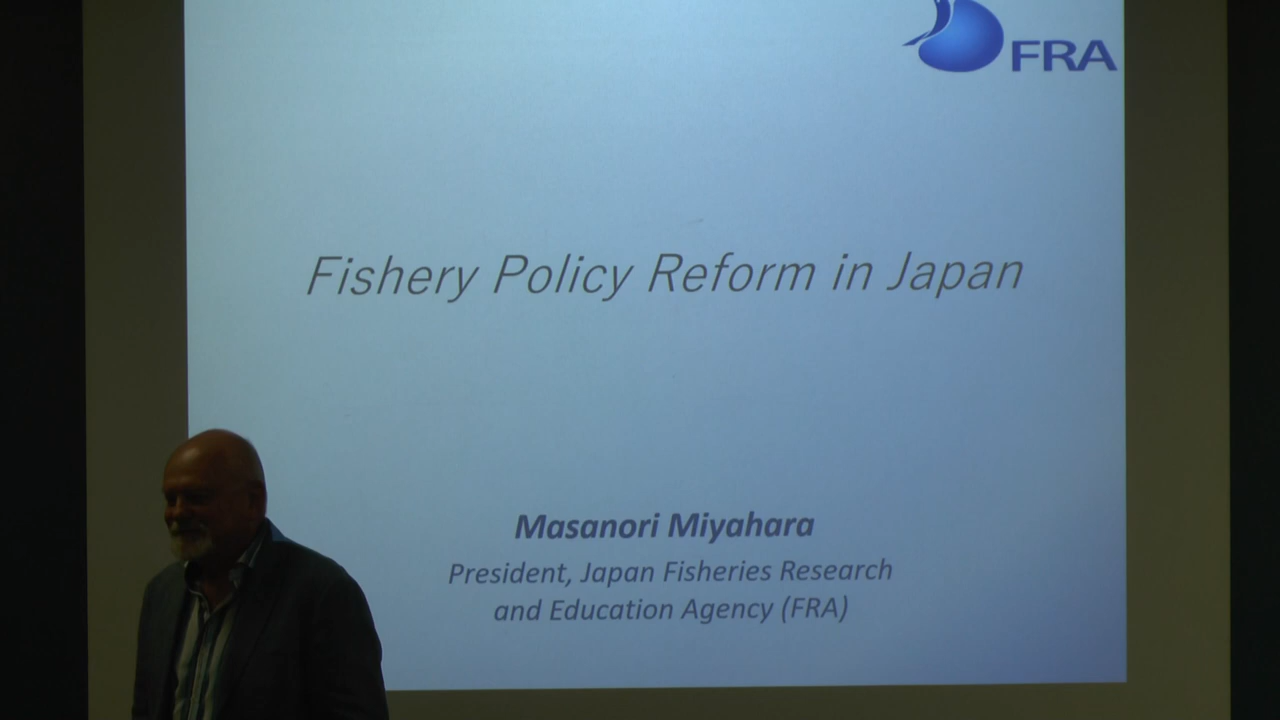 FRA
Fishery Policy Reform in Japan
Masanori Miyahara
President, Japan Fisheries Research
and Education Agency (FRA)